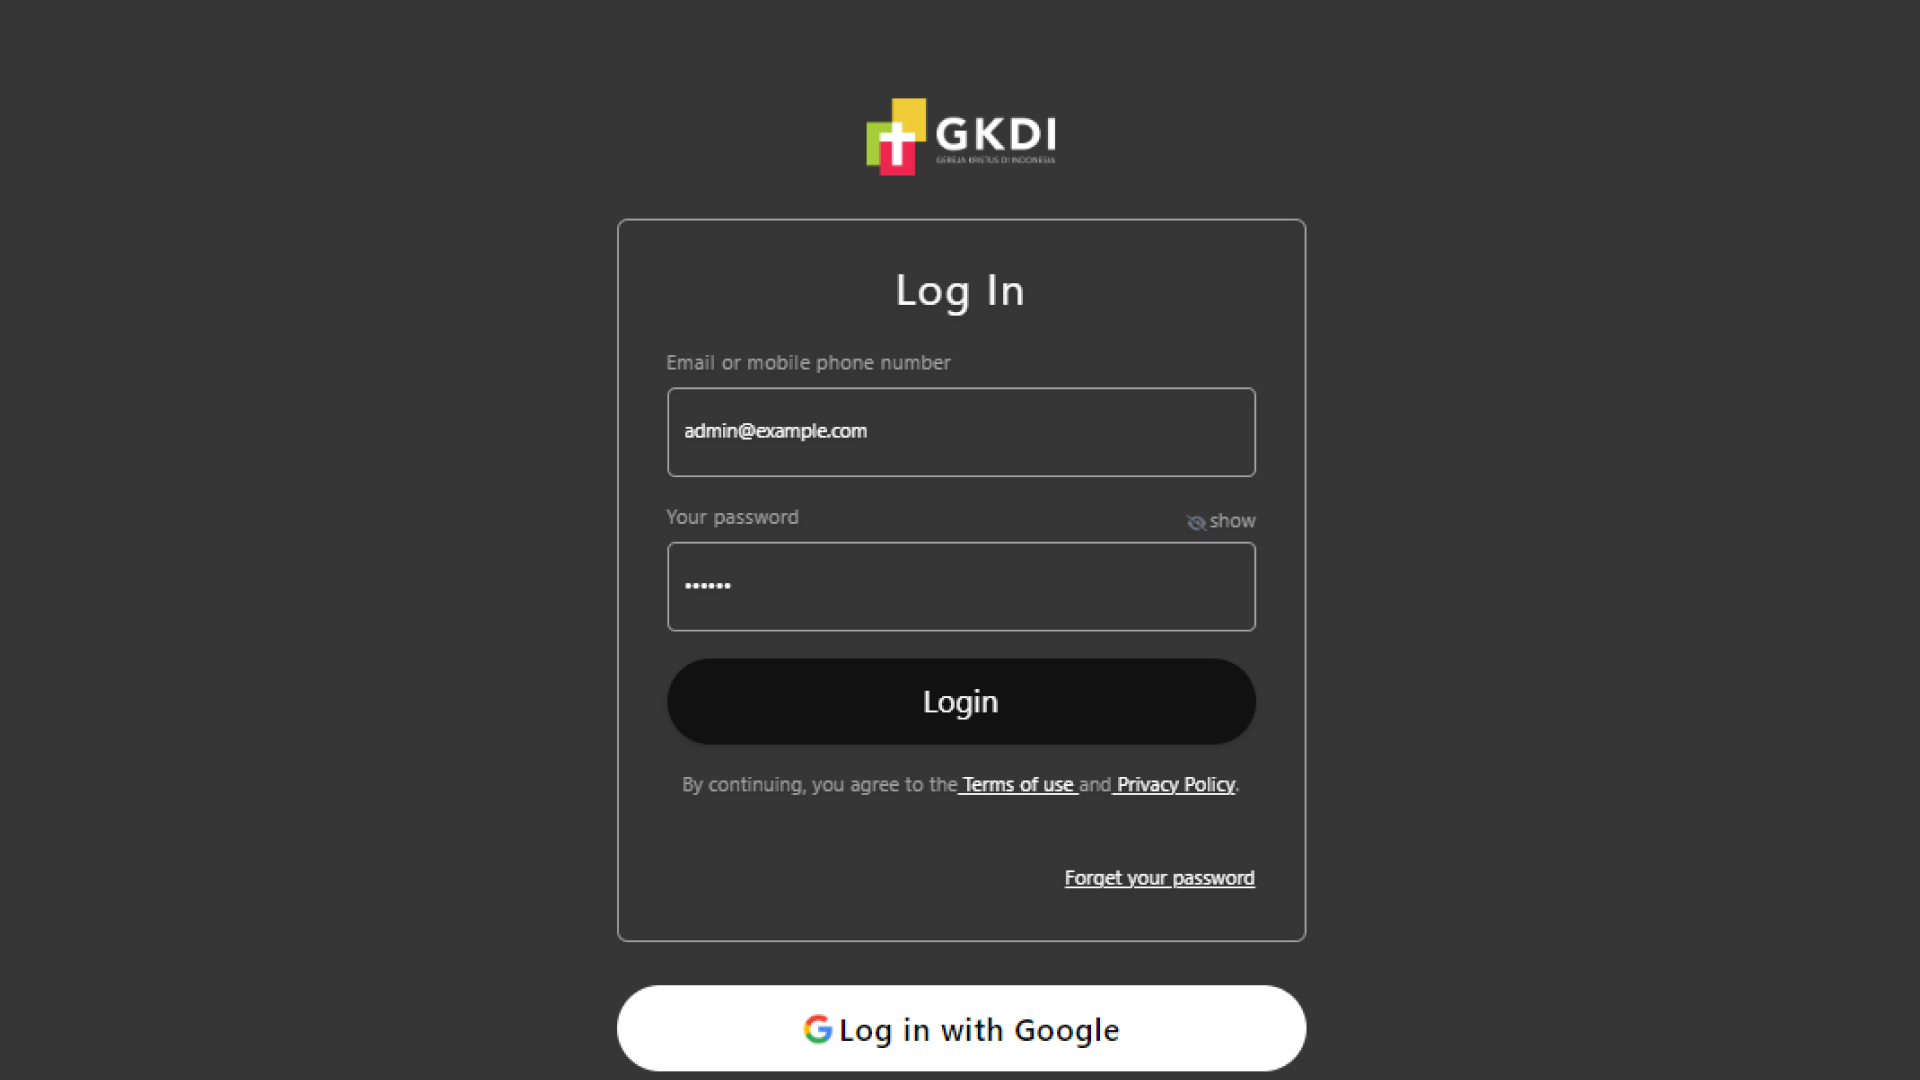 GKDI
GEREJA KRISTUS DI INDONESIA
Log In
Email or mobile phone number
admin@example.com
Your password
show
••••••
Login
By continuing, you agree to the Terms of use and Privacy Policy.
Forget your password
Log in with Google